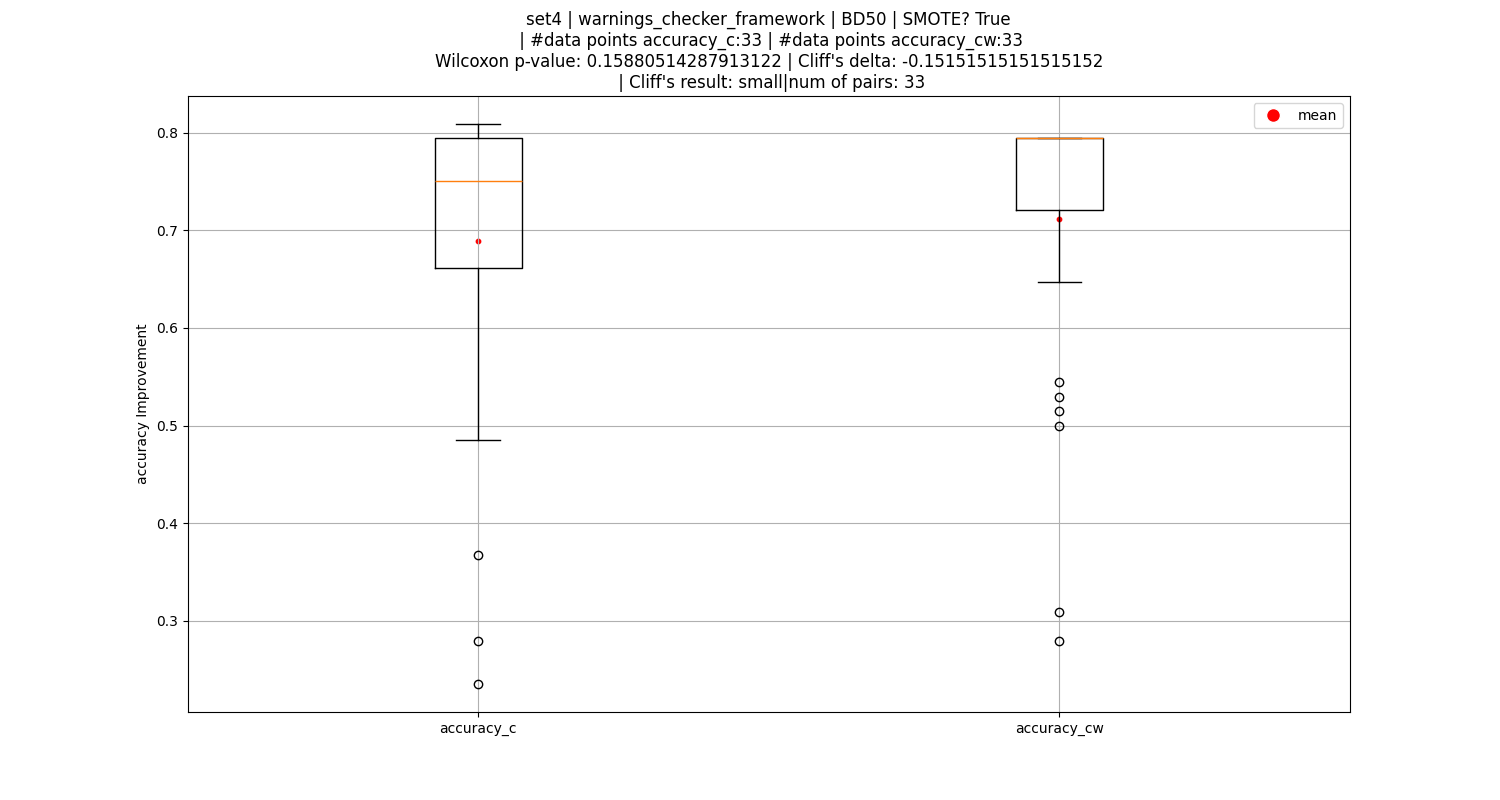 set4 | warnings_checker_framework | BD50 | SMOTE? True
| #data points accuracy_c:33 | #data points accuracy_cw:33
Wilcoxon p-value: 0.15880514287913122 | Cliff's delta: -0.15151515151515152
| Cliff's result: small|num of pairs: 33
mean
0.8
0.7
0.6
0.5
0.4
0.3
accuracy Improvement
accuracy_c
accuracy_cw